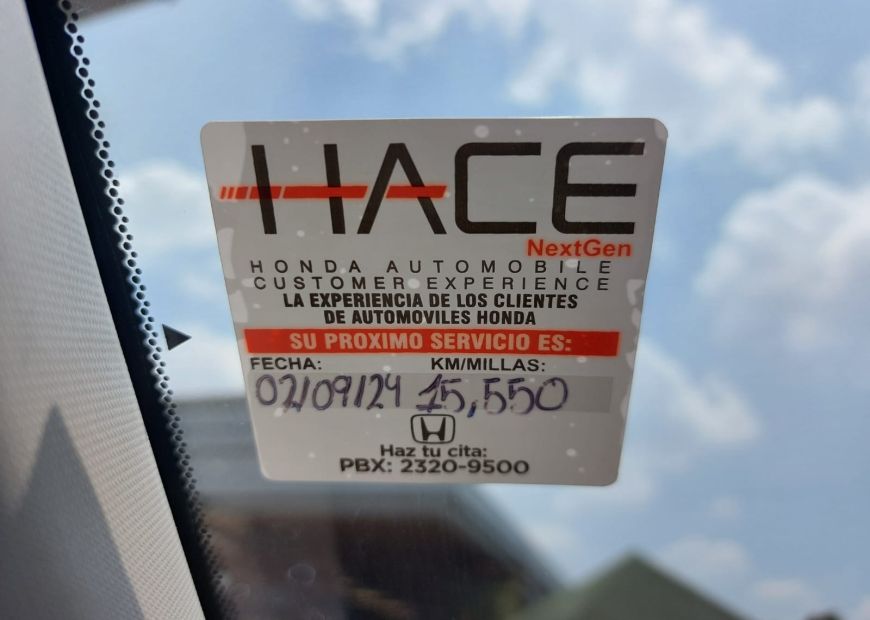 HACE
NextGen
HONDA AUTOMOBILE
CUSTOMER EXPERIENCE
LA EXPERIENCIA DE LOS CLIENTES
DE AUTOMOVILES HONDA
SU PROXIMO SERVICIO ES:
FECHA: KM/MILLAS:
02/09/24 15,550
Haz tu cita:
PBX: 2320-9500